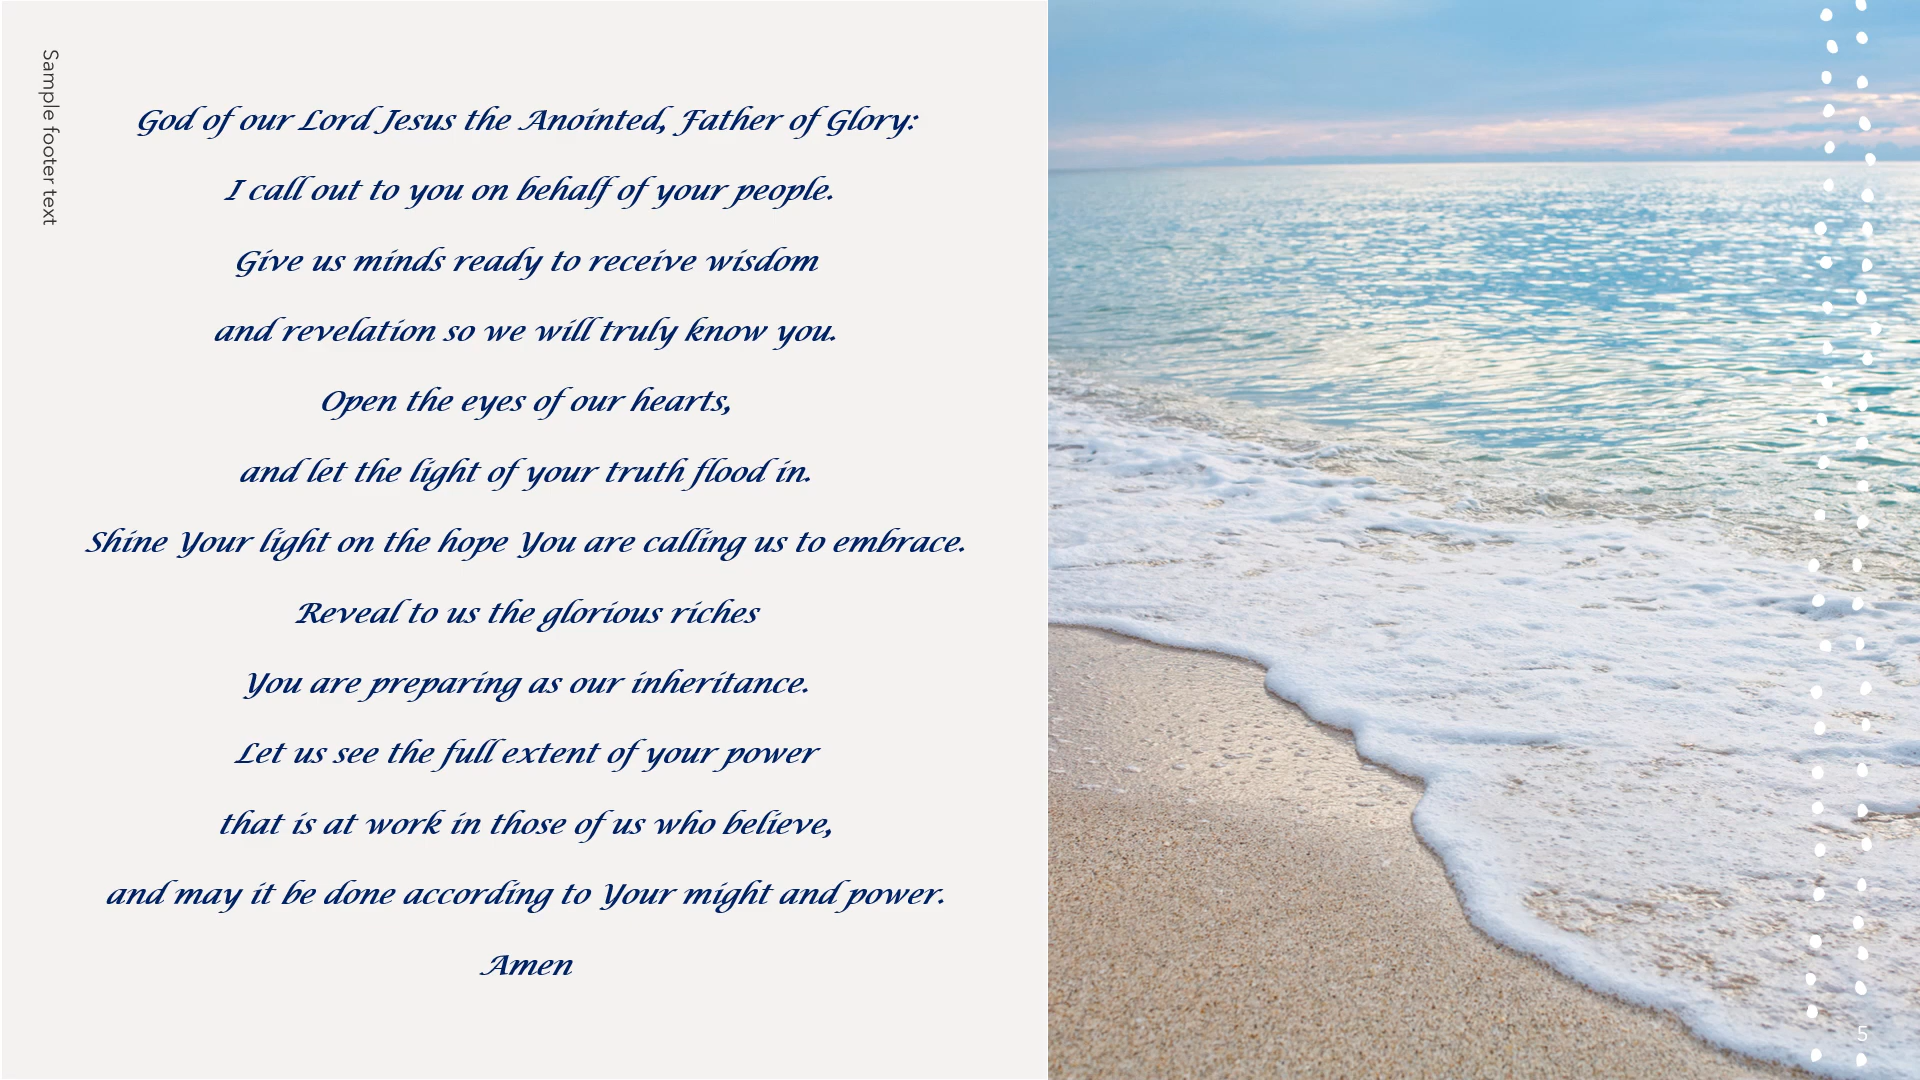 Sample footer text
God of our Lord Jesus the Anointed, Father of Glory:
I call out to you on behalf of your people.
Give us minds ready to receive wisdom
and revelation so we will truly know you.
Open the eyes of our hearts,
and let the light of your truth flood in.
Shine Your light on the hope You are calling us to embrace.
Reveal to us the glorious riches
You are preparing as our inheritance.
Let us see the full extent of your power
that is at work in those of us who believe,
and may it be done according to Your might and power.
Amen
5